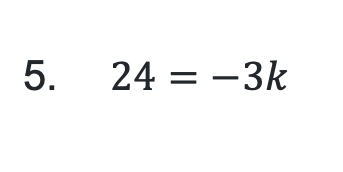 5. 24 = −3k